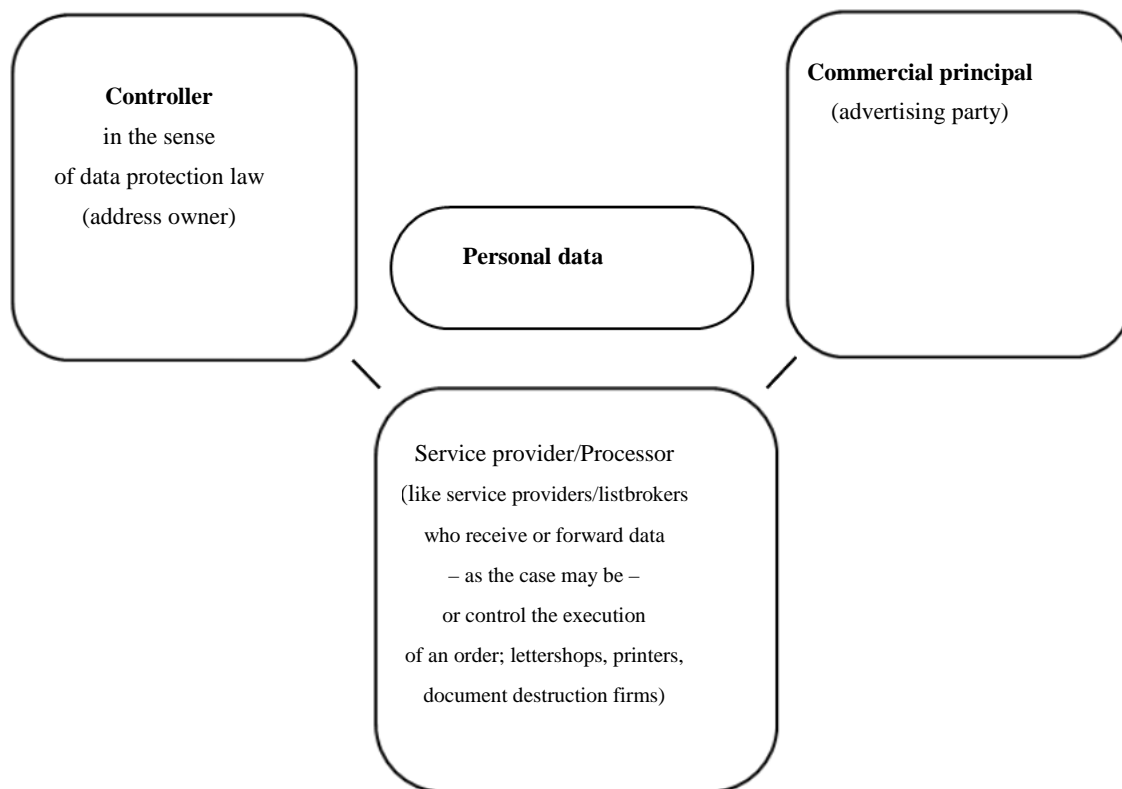 Controller
in the sense
of data protection law
(address owner)
Commercial principal
(advertising party)
Personal data
Service provider/Processor
(like service providers/listbrokers
who receive or forward data
– as the case may be –
or control the execution
of an order; lettershops, printers,
document destruction firms)